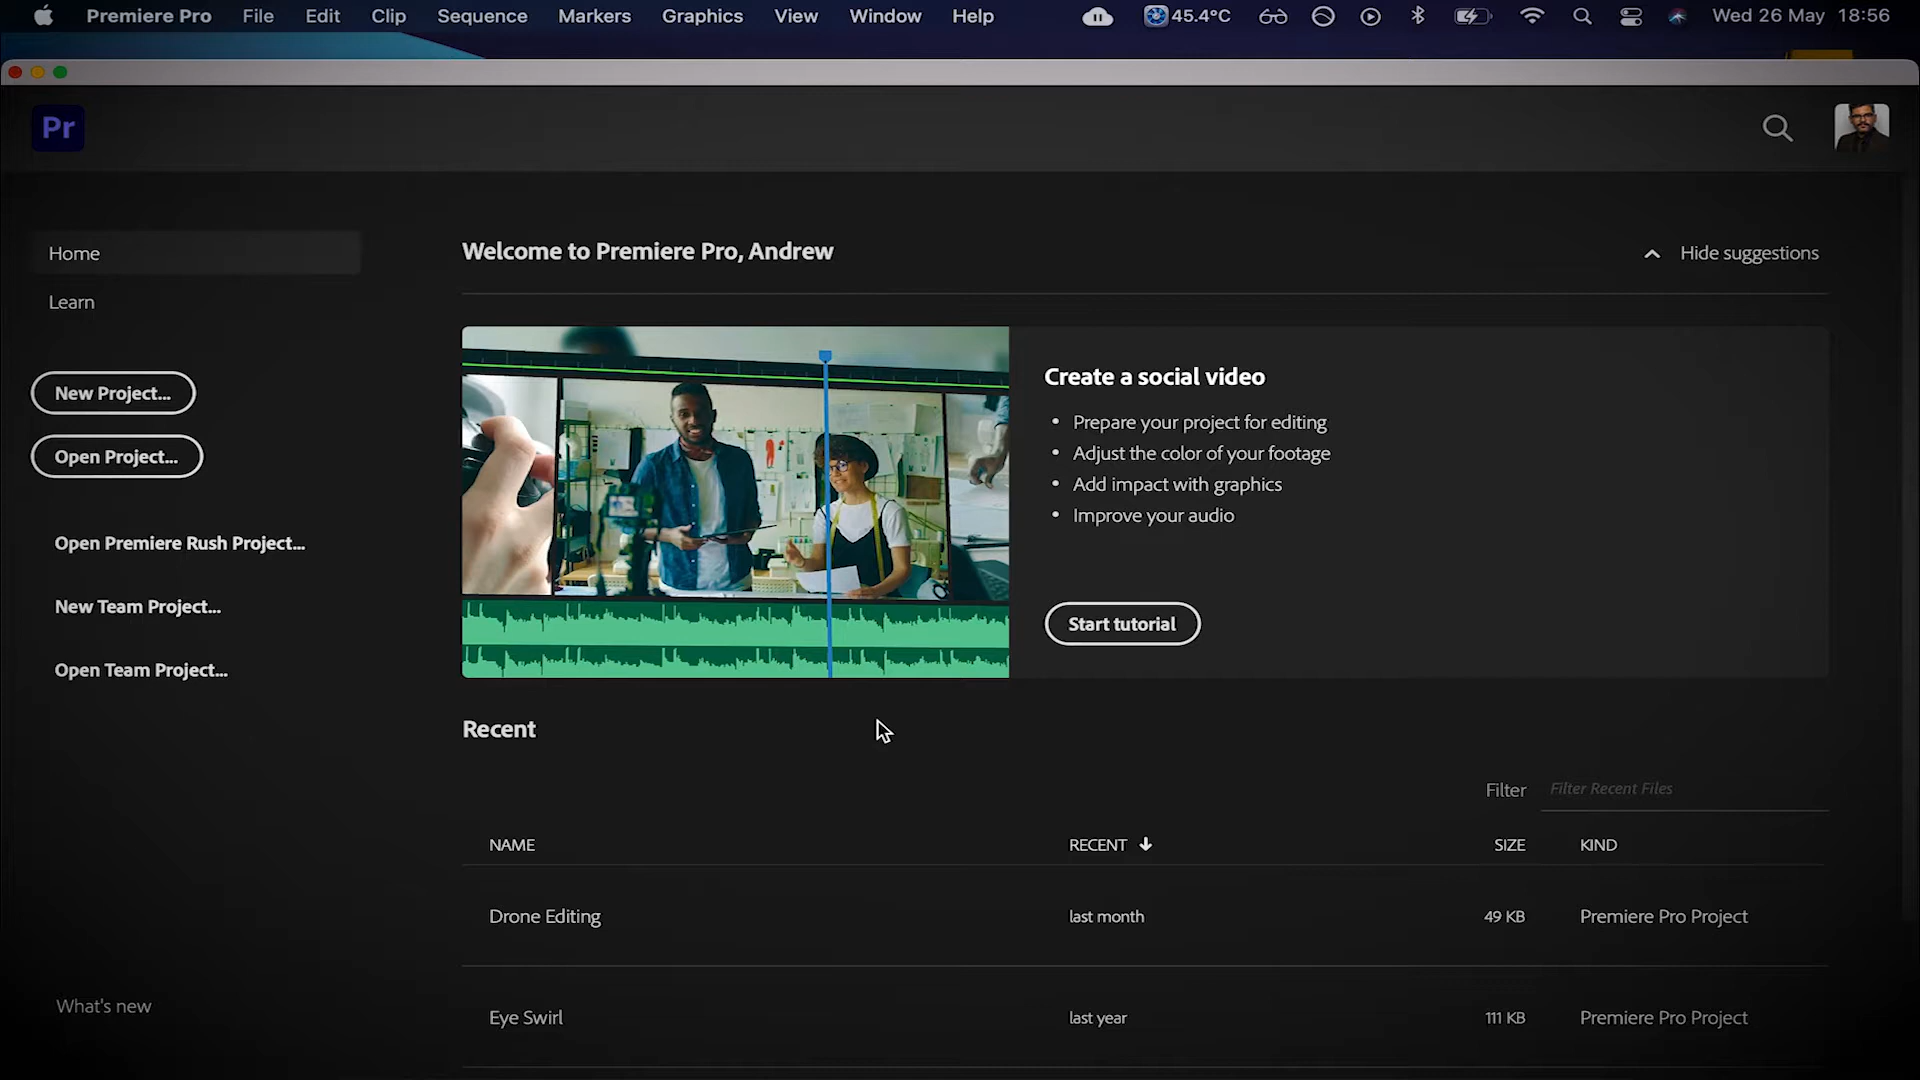 Premiere Pro File Edit Clip Sequence Markers Graphics View Window Help 45.4°C Wed 26 May 18:56
Pr
Home
Learn
New Project...
Open Project...
Open Premiere Rush Project...
New Team Project...
Open Team Project...
What's new
Welcome to Premiere Pro, Andrew
Hide suggestions
Create a social video
• Prepare your project for editing
• Adjust the color of your footage
• Add impact with graphics
• Improve your audio
Start tutorial
Recent
Filter Filter Recent Files
NAME RECENT SIZE KIND
Drone Editing last month 49 KB Premiere Pro Project
Eye Swirl last year 111 KB Premiere Pro Project